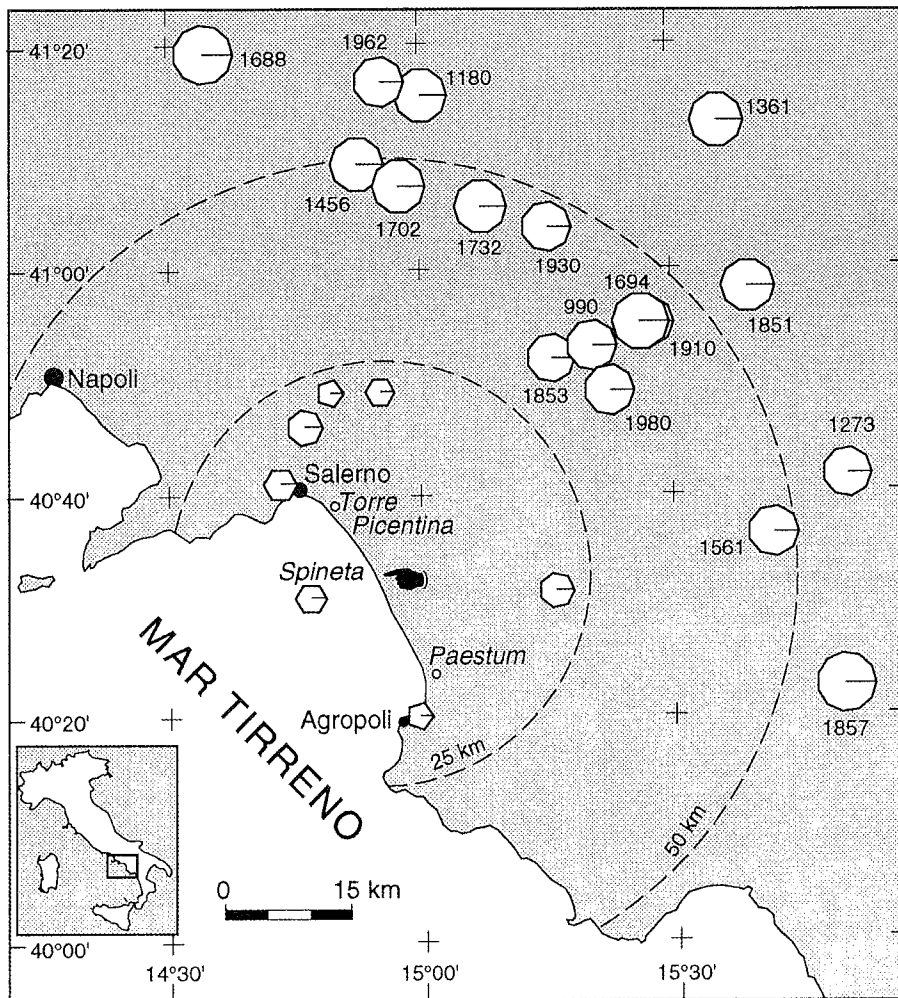 41°20'
1688
1962
1180
1361
1456
1702
1732
1930
41°00'
1694
990
1851
1910
1853
1980
Napoli
1273
Salerno
40°40'
Torre
Picentina
1561
Spineta
Paestum
MAR TIRRENO
40°20'
Agropoli
1857
25 km
50 km
0 15 km
40°00'
14°30' 15°00' 15°30'